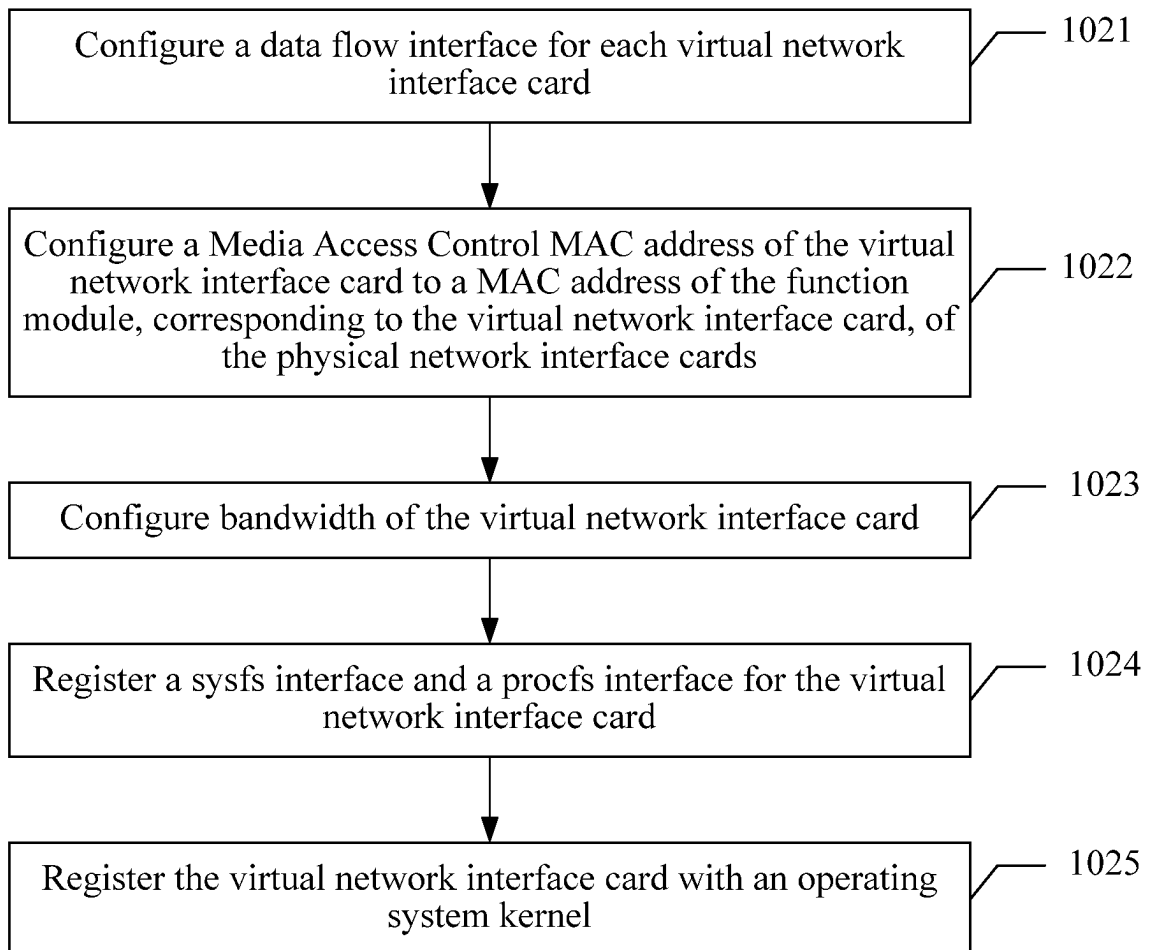 Configure a data flow interface for each virtual network
interface card
1021
Configure a Media Access Control MAC address of the virtual
network interface card to a MAC address of the function
module, corresponding to the virtual network interface card, of
the physical network interface cards
1022
Configure bandwidth of the virtual network interface card
1023
Register a sysfs interface and a procfs interface for the virtual
network interface card
1024
Register the virtual network interface card with an operating
system kernel
1025